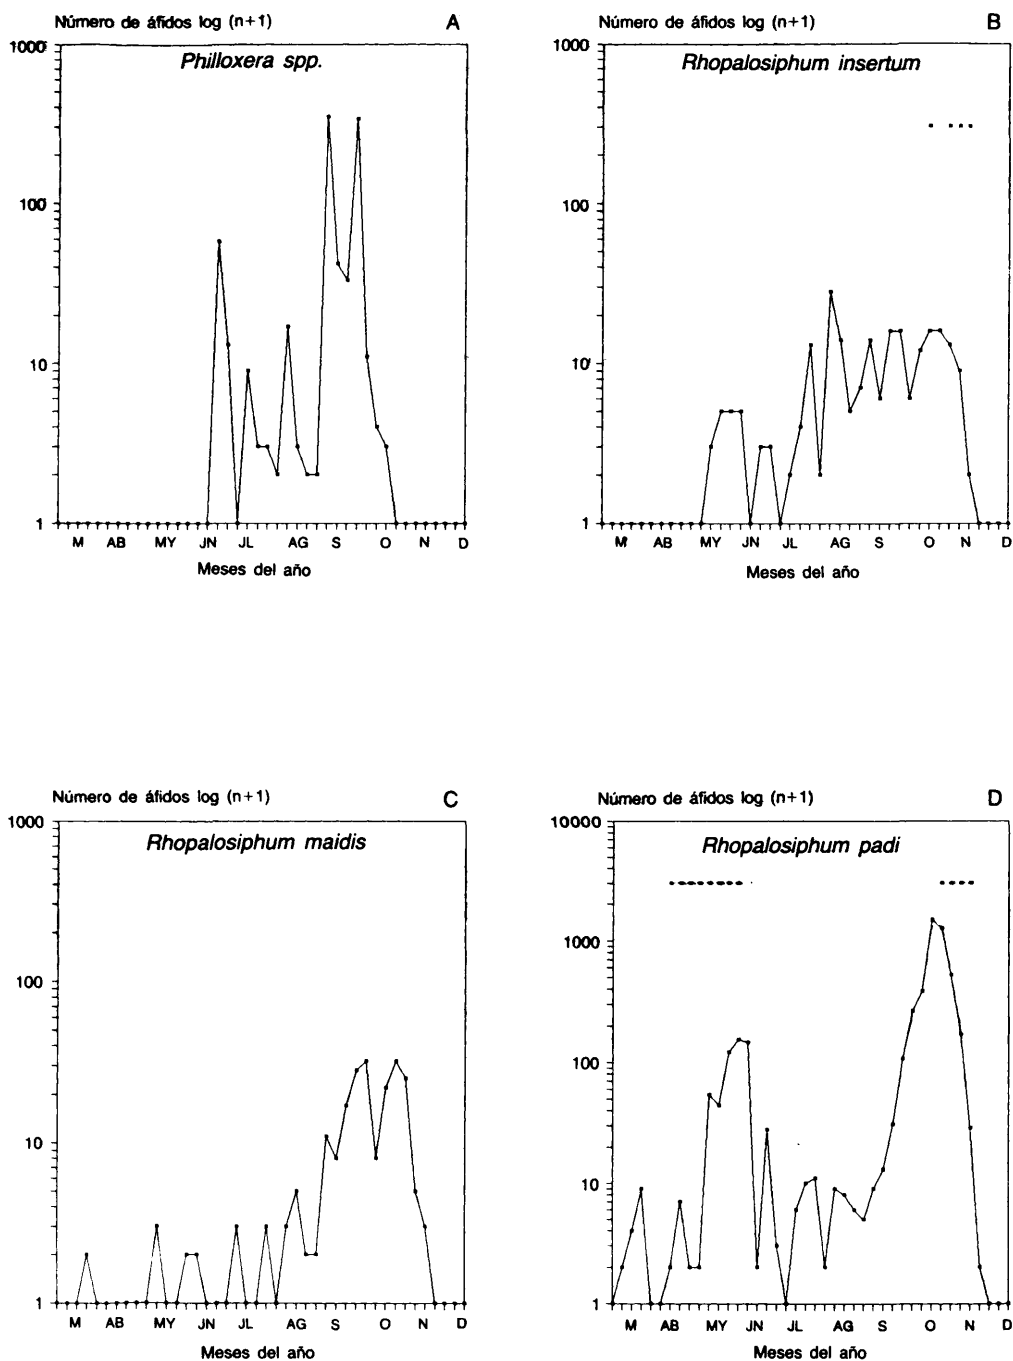 Número de áfidos log (n+1) A
1000
Philloxera spp.
100
10
1
M AB MY JN JL AG S O N D
Meses del año
Número de áfidos log (n+1) B
1000
Rhopalosiphum insertum
100
10
1
M AB MY JN JL AG S O N D
Meses del año
Número de áfidos log (n+1) C
1000
Rhopalosiphum maidis
100
10
1
M AB MY JN JL AG S O N D
Meses del año
Número de áfidos log (n+1) D
10000
Rhopalosiphum padi
1000
100
10
1
M AB MY JN JL AG S O N D
Meses del año